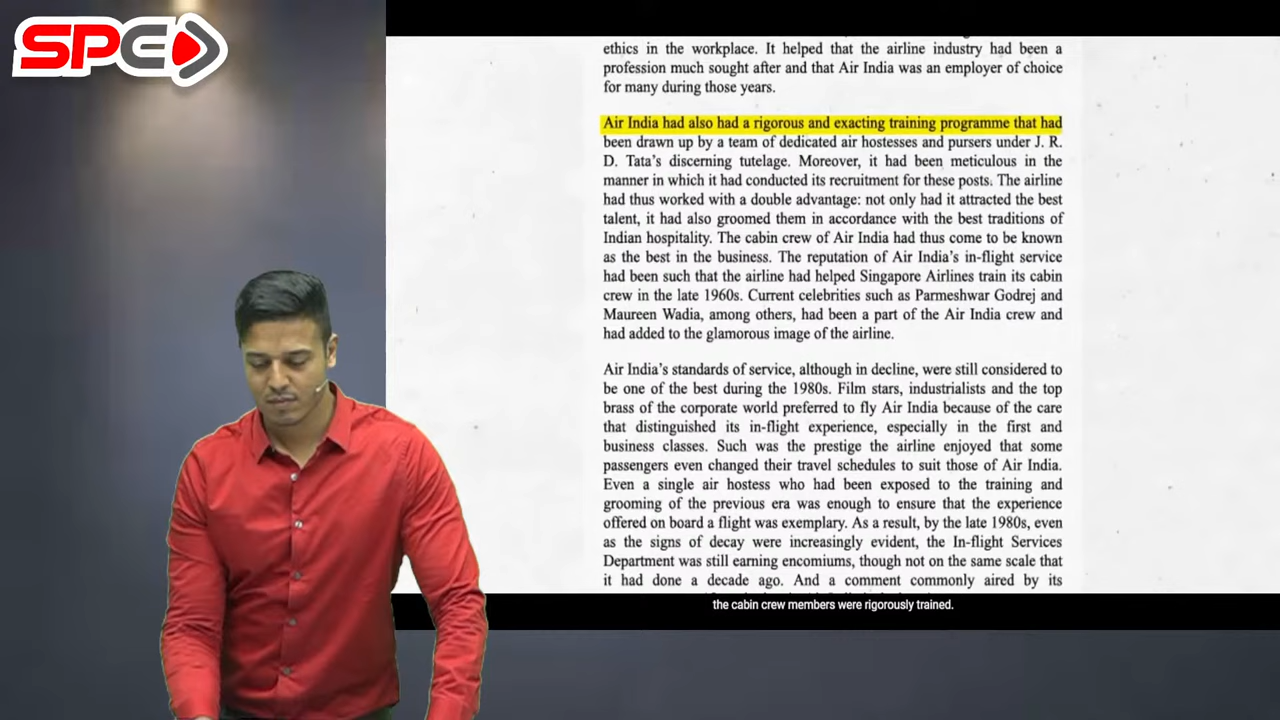 SPE
ethics in the workplace. It helped that the airline industry had been a
profession much sought after and that Air India was an employer of choice
for many during those years.
Air India had also had a rigorous and exacting training programme that had
been drawn up by a team of dedicated air hostesses and pursers under J. R.
D. Tata's discerning tutelage. Moreover, it had been meticulous in the
manner in which it had conducted its recruitment for these posts. The airline
had thus worked with a double advantage: not only had it attracted the best
talent, it had also groomed them in accordance with the best traditions of
Indian hospitality. The cabin crew of Air India had thus come to be known
as the best in the business. The reputation of Air India's in-flight service
had been such that the airline had helped Singapore Airlines train its cabin
crew in the late 1960s. Current celebrities such as Parmeshwar Godrej and
Maureen Wadia, among others, had been a part of the Air India crew and
had added to the glamorous image of the airline.
Air India's standards of service, although in decline, were still considered to
be one of the best during the 1980s. Film stars, industrialists and the top
brass of the corporate world preferred to fly Air India because of the care
that distinguished its in-flight experience, especially in the first and
business classes. Such was the prestige the airline enjoyed that some
passengers even changed their travel schedules to suit those of Air India.
Even a single air hostess who had been exposed to the training and
grooming of the previous era was enough to ensure that the experience
offered on board a flight was exemplary. As a result, by the late 1980s, even
as the signs of decay were increasingly evident, the In-flight Services
Department was still earning encomiums, though not on the same scale that
it had done a decade ago. And a comment commonly aired by its
the cabin crew members were rigorously trained.